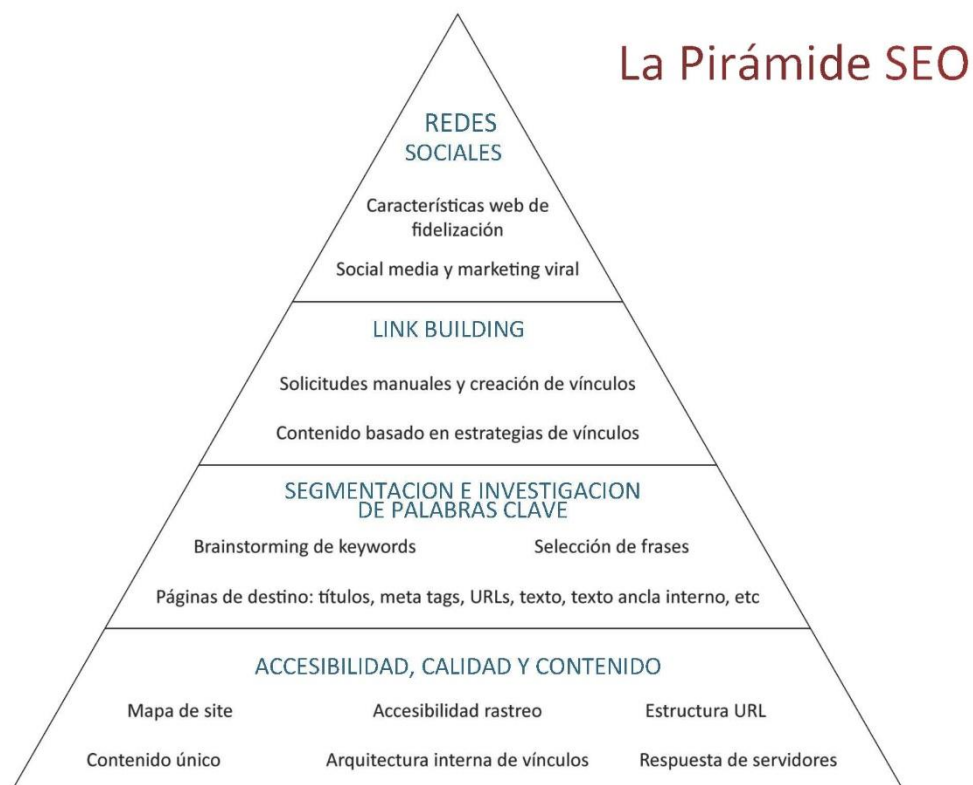 La Pirámide SEO
REDES
SOCIALES
Características web de
fidelización
Social media y marketing viral
LINK BUILDING
Solicitudes manuales y creación de vínculos
Contenido basado en estrategias de vínculos
SEGMENTACION E INVESTIGACION
DE PALABRAS CLAVE
Brainstorming de keywords
Selección de frases
Páginas de destino: títulos, meta tags, URLs, texto, texto ancla interno, etc
ACCESIBILIDAD, CALIDAD Y CONTENIDO
Mapa de site
Accesibilidad rastreo
Estructura URL
Contenido único
Arquitectura interna de vínculos
Respuesta de servidores